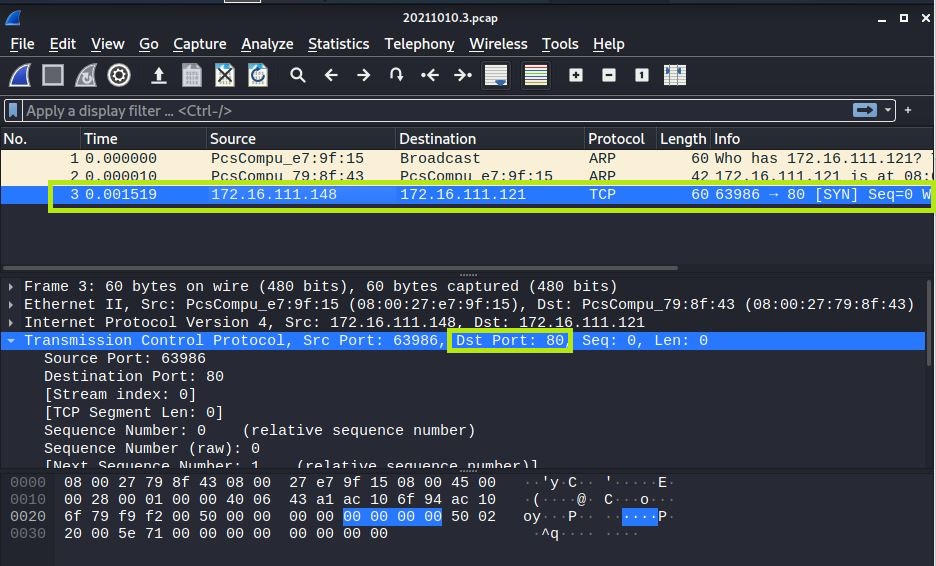 20211010.3.pcap
File Edit View Go Capture Analyze Statistics Telephony Wireless Tools Help
Apply a display filter … <Ctrl-/>
No. Time Source Destination Protocol Length Info
1 0.000000 PcsCompu_e7:9f:15 Broadcast ARP 60 Who has 172.16.111.121?
2 0.000010 PcsCompu_79:8f:43 PcsCompu_e7:9f:15 ARP 42 172.16.111.121 is at 08:0
3 0.001519 172.16.111.148 172.16.111.121 TCP 60 63986 → 80 [SYN] Seq=0 W
Frame 3: 60 bytes on wire (480 bits), 60 bytes captured (480 bits)
Ethernet II, Src: PcsCompu_e7:9f:15 (08:00:27:e7:9f:15), Dst: PcsCompu_79:8f:43 (08:00:27:79:8f:43)
Internet Protocol Version 4, Src: 172.16.111.148, Dst: 172.16.111.121
Transmission Control Protocol, Src Port: 63986, Dst Port: 80, Seq: 0, Len: 0
Source Port: 63986
Destination Port: 80
[Stream index: 0]
[TCP Segment Len: 0]
Sequence Number: 0 (relative sequence number)
Sequence Number (raw): 0
[Next Sequence Number: 1 (relative sequence number)]
0000 08 00 27 79 8f 43 08 00 27 e7 9f 15 08 00 45 00 ··'y·C·· '·····E·
0010 00 28 00 01 00 00 40 06 43 a1 ac 10 6f 94 ac 10 ·(····@· C···o···
0020 6f 79 f9 f2 00 50 00 00 00 00 00 00 00 00 50 02 oy···P·· ······P·
0030 20 00 5e 71 00 00 00 00 00 00 00 00 ·^q···· ····